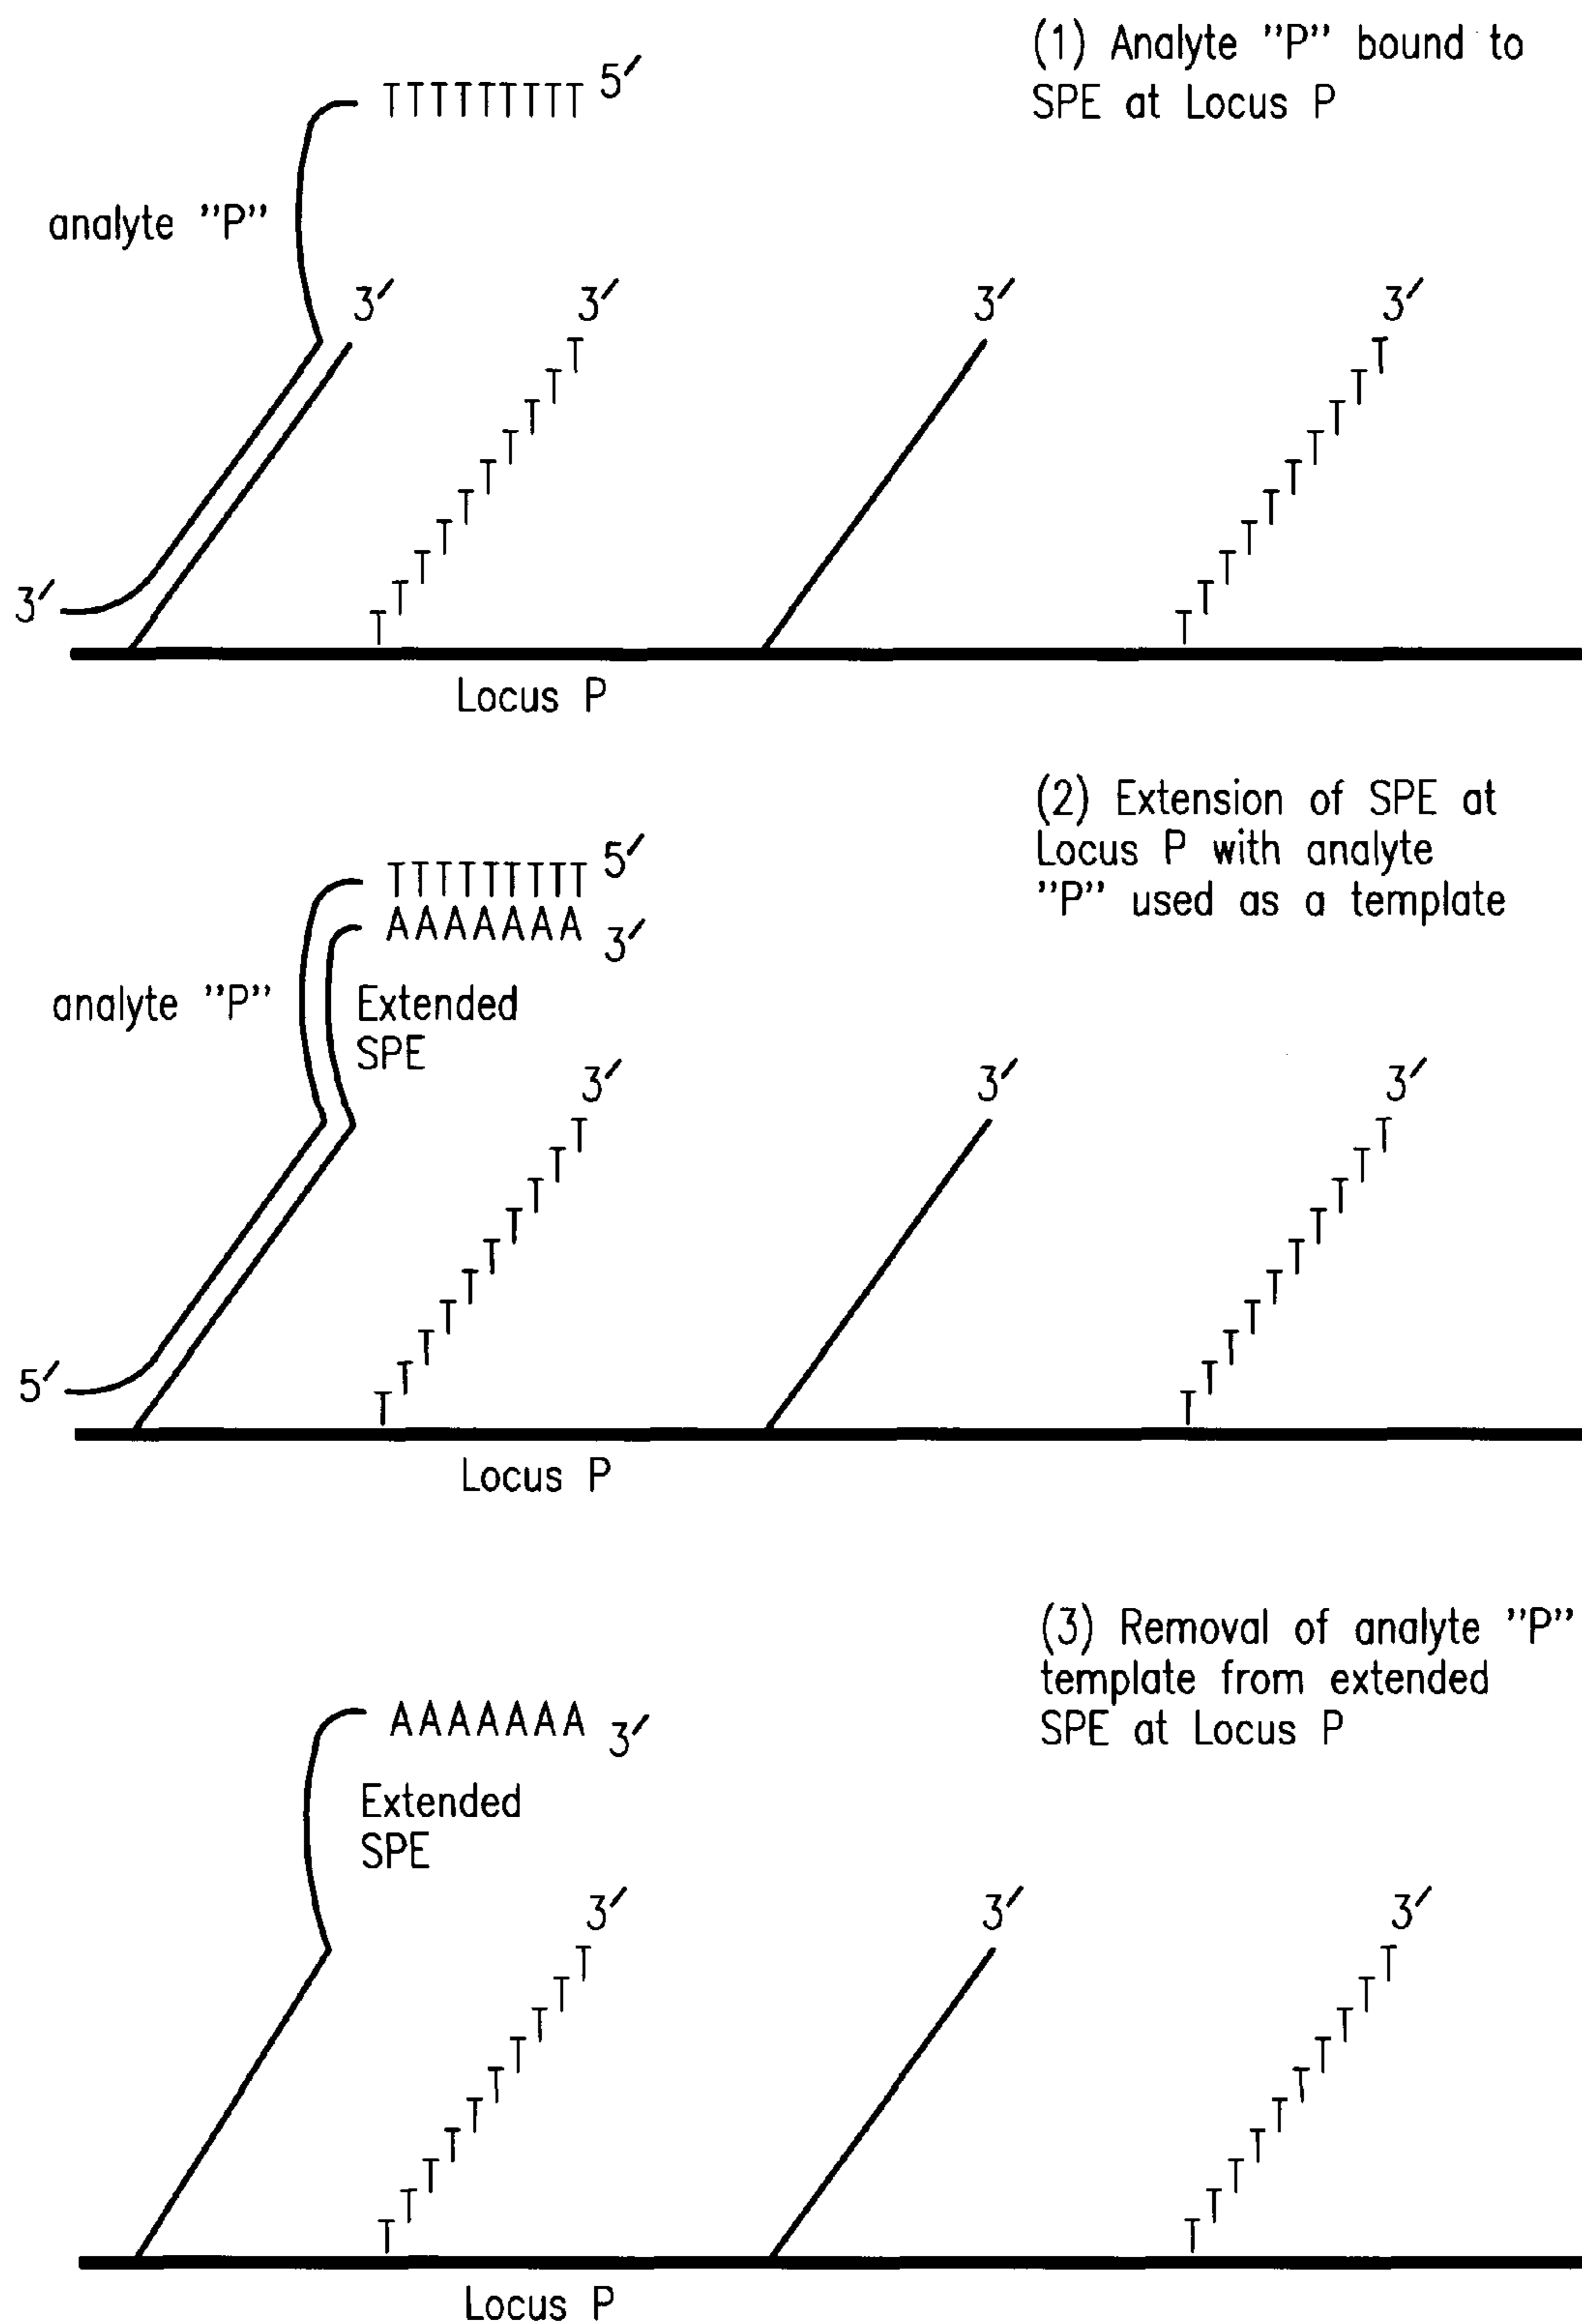 (1) Analyte "P" bound to
SPE at Locus P
TTTTTTTTT 5′
analyte "P"
3′
3′
3′
3′
TTTTTTTTTT
TTTTTTTTTT
3′
Locus P
(2) Extension of SPE at
Locus P with analyte
"P" used as a template
TTTTTTTTT 5′
AAAAAAA 3′
analyte "P"
Extended
SPE
3′
3′
3′
TTTTTTTTTT
TTTTTTTTTT
5′
Locus P
(3) Removal of analyte "P"
template from extended
SPE at Locus P
AAAAAAA 3′
Extended
SPE
3′
3′
3′
TTTTTTTTTT
TTTTTTTTTT
Locus P